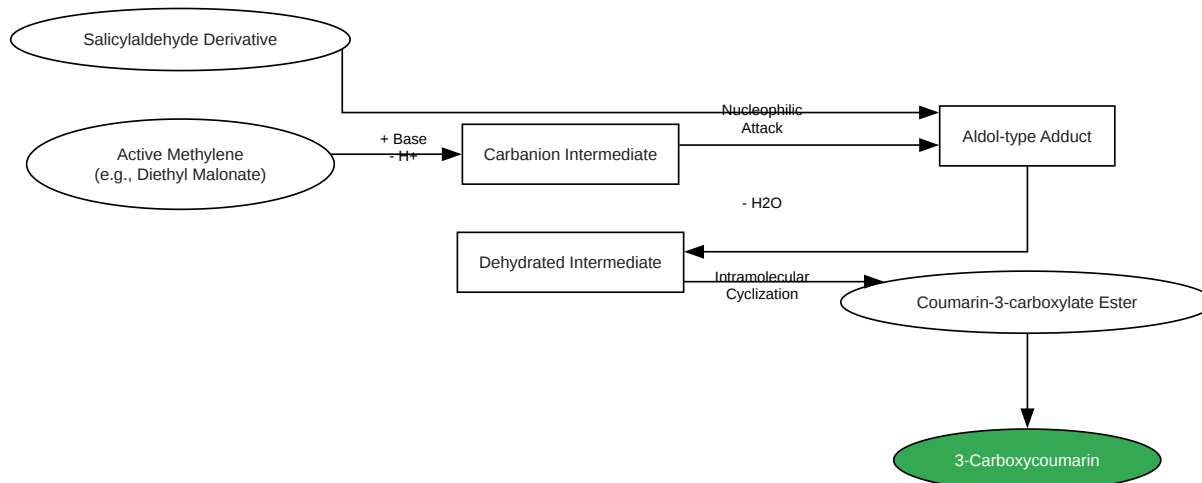 Salicylaldehyde Derivative
Active Methylene
(e.g., Diethyl Malonate)
+ Base
- H+
Carbanion Intermediate
Nucleophilic
Attack
Aldol-type Adduct
- H2O
Dehydrated Intermediate
Intramolecular
Cyclization
Coumarin-3-carboxylate Ester
3-Carboxycoumarin